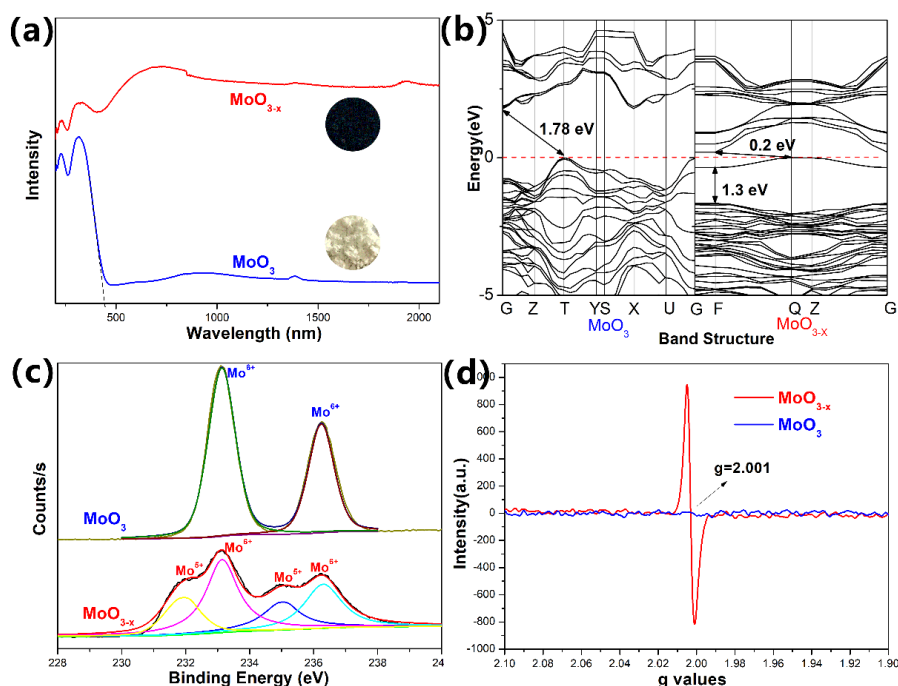 (a)
MoO3-x
MoO3
Intensity
500 1000 1500 2000
Wavelength (nm)
(b)
5
0
-5
Energy(eV)
1.78 eV
0.2 eV
1.3 eV
G Z T Y S X U G F Q Z G
MoO3
MoO3-X
Band Structure
(c)
Mo6+
Mo6+
MoO3
Mo5+
Mo6+
Mo5+
Mo6+
MoO3-x
Counts/s
228 230 232 234 236 238 24
Binding Energy (eV)
(d)
MoO3-x
MoO3
g=2.001
000
800
600
400
200
0
-200
-400
-600
-800
-1000
Intensity(a.u.)
2.10 2.08 2.06 2.04 2.02 2.00 1.98 1.96 1.94 1.92 1.90
g values